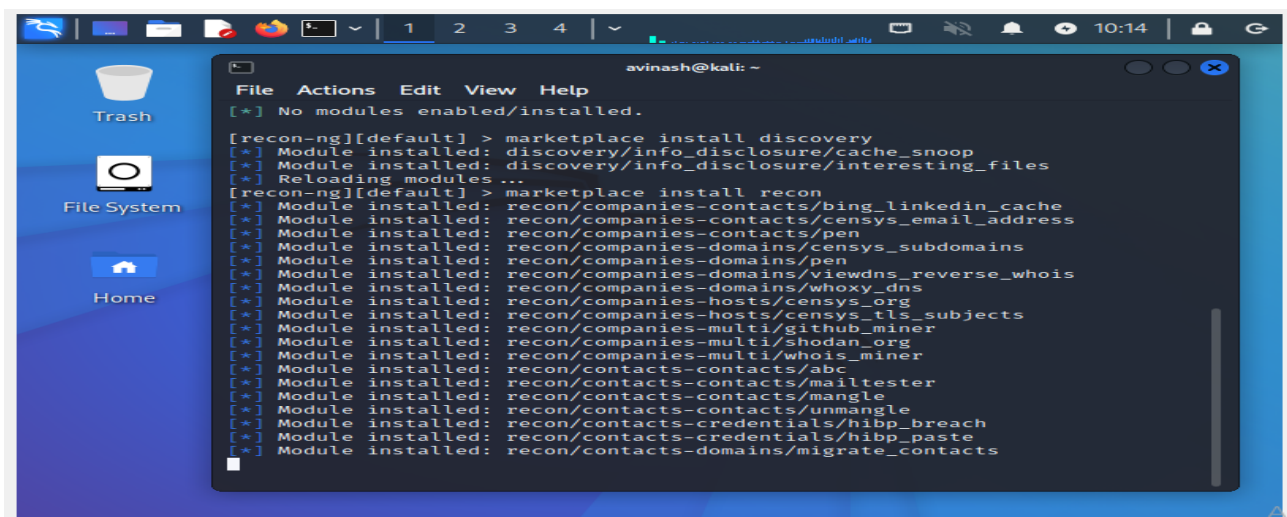 1 2 3 4 10:14
avinash@kali: ~
File Actions Edit View Help
Trash
File System
Home
[*] No modules enabled/installed.
[recon-ng][default] > marketplace install discovery
[*] Module installed: discovery/info_disclosure/cache_snoop
[*] Module installed: discovery/info_disclosure/interesting_files
[*] Reloading modules...
[recon-ng][default] > marketplace install recon
[*] Module installed: recon/companies-contacts/bing_linkedin_cache
[*] Module installed: recon/companies-contacts/censys_email_address
[*] Module installed: recon/companies-contacts/pen
[*] Module installed: recon/companies-domains/censys_subdomains
[*] Module installed: recon/companies-domains/pen
[*] Module installed: recon/companies-domains/viewdns_reverse_whois
[*] Module installed: recon/companies-domains/whoxy_dns
[*] Module installed: recon/companies-hosts/censys_org
[*] Module installed: recon/companies-hosts/censys_tls_subjects
[*] Module installed: recon/companies-multi/github_miner
[*] Module installed: recon/companies-multi/shodan_org
[*] Module installed: recon/companies-multi/whois_miner
[*] Module installed: recon/contacts-contacts/abc
[*] Module installed: recon/contacts-contacts/mailtester
[*] Module installed: recon/contacts-contacts/mangle
[*] Module installed: recon/contacts-contacts/unmangle
[*] Module installed: recon/contacts-credentials/hibp_breach
[*] Module installed: recon/contacts-credentials/hibp_paste
[*] Module installed: recon/contacts-domains/migrate_contacts